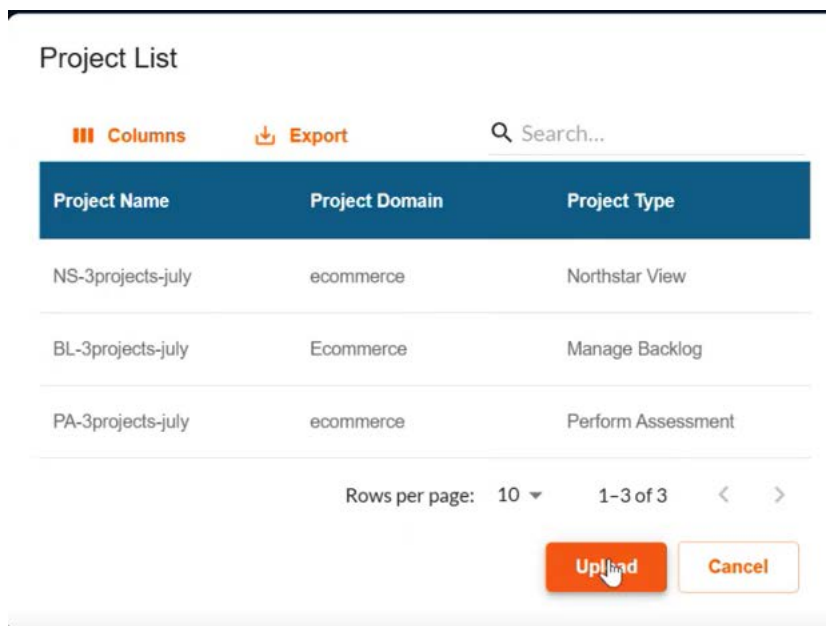 Project List
Columns Export Search...
Project Name Project Domain Project Type
NS-3projects-july ecommerce Northstar View
BL-3projects-july Ecommerce Manage Backlog
PA-3projects-july ecommerce Perform Assessment
Rows per page: 10 1–3 of 3
Upload Cancel